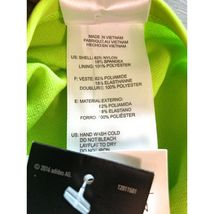 MADE IN VIETNAM
FABRIQUÉ AU VIETNAM
HECHO EN VIETNAM
US: SHELL: 82% NYLON
18% SPANDEX
LINING: 100% POLYESTER
F: VESTE: 82% POLYAMIDE
18% ELASTHANNE
DOUBLURE: 100% POLYESTER
E: MATERIAL EXTERNO:
82% POLIAMIDA
18% ELASTANO
FORRO: 100% POLIÉSTER
US: HAND WASH COLD
DO NOT BLEACH
LAY FLAT TO DRY
DO NOT IRON
© 2014 adidas AG.